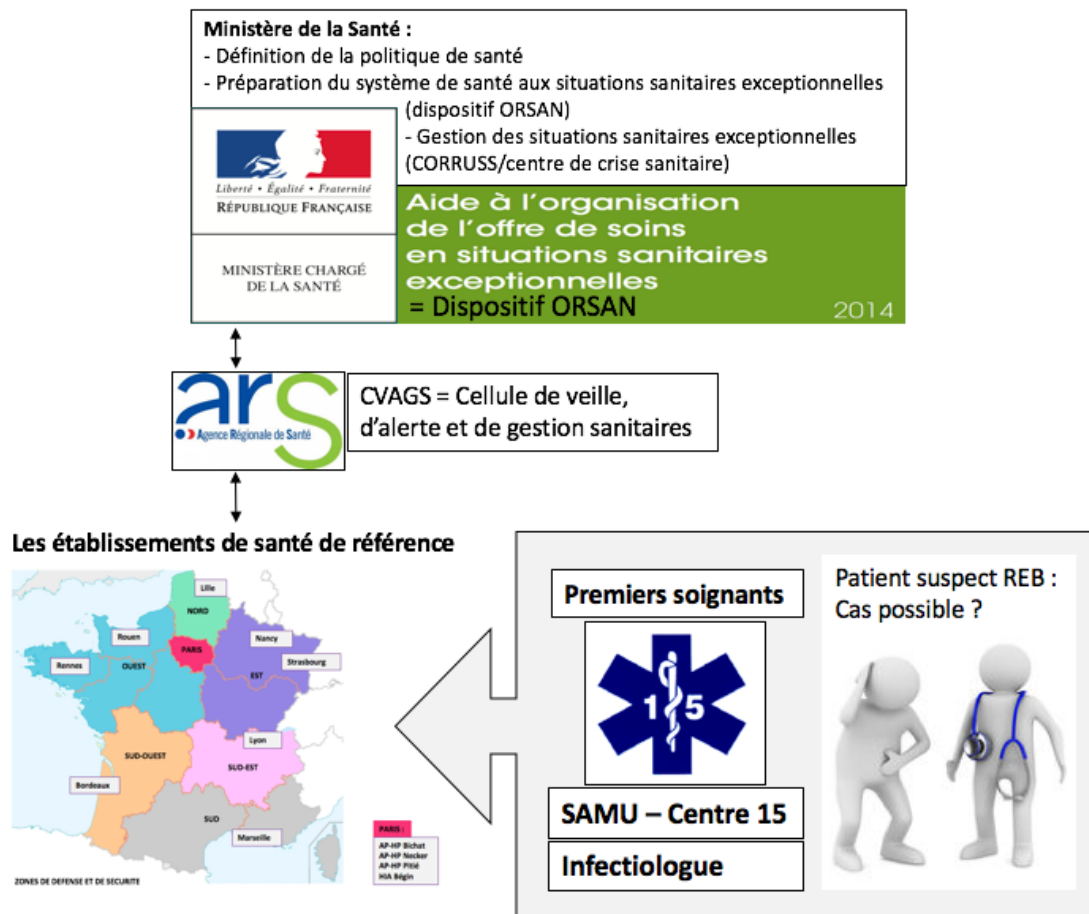 Ministère de la Santé :
- Définition de la politique de santé
- Préparation du système de santé aux situations sanitaires exceptionnelles
(dispositif ORSAN)
- Gestion des situations sanitaires exceptionnelles
(CORRUSS/centre de crise sanitaire)
Liberté • Égalité • Fraternité
RÉPUBLIQUE FRANÇAISE
MINISTÈRE CHARGÉ
DE LA SANTÉ
Aide à l'organisation
de l'offre de soins
en situations sanitaires
exceptionnelles
= Dispositif ORSAN
2014
ars
Agence Régionale de Santé
CVAGS = Cellule de veille,
d'alerte et de gestion sanitaires
Les établissements de santé de référence
Lille
NORD
Rouen
PARIS
Nancy
Strasbourg
Rennes
OUEST
EST
Lyon
SUD-OUEST
SUD-EST
Bordeaux
SUD
Marseille
PARIS :
AP-HP Bichat
AP-HP Necker
AP-HP Pitié
HIA Bégin
ZONES DE DEFENSE ET DE SECURITE
Premiers soignants
15
SAMU – Centre 15
Infectiologue
Patient suspect REB :
Cas possible ?